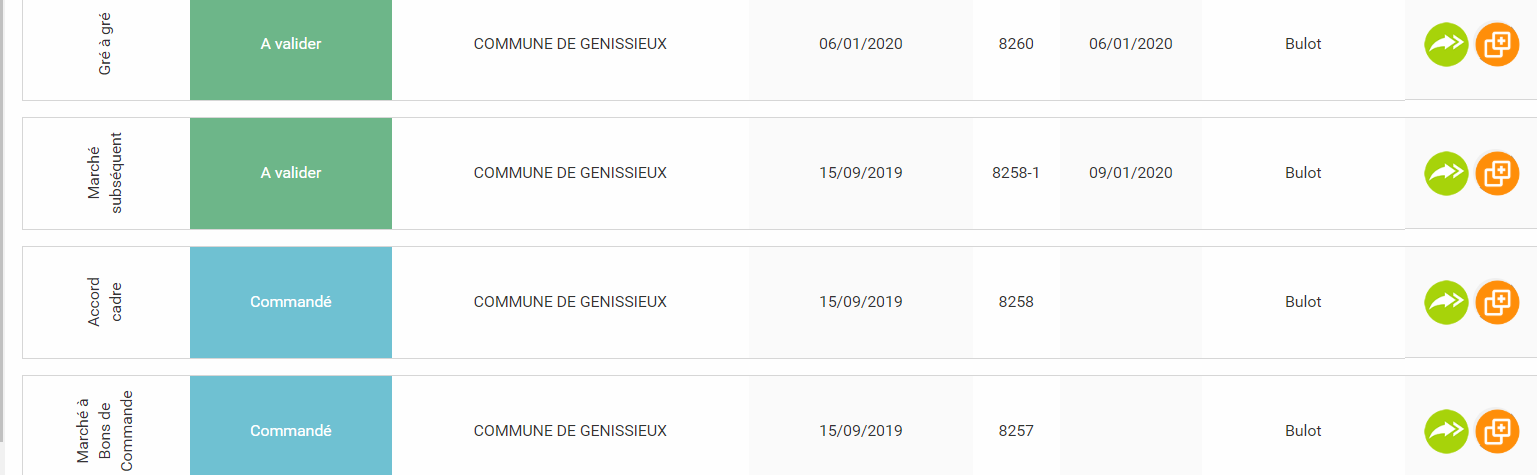 Gré à gré
A valider
COMMUNE DE GENISSIEUX
06/01/2020
8260
06/01/2020
Bulot
Marché
subséquent
A valider
COMMUNE DE GENISSIEUX
15/09/2019
8258-1
09/01/2020
Bulot
Accord
cadre
Commandé
COMMUNE DE GENISSIEUX
15/09/2019
8258
Bulot
Marché à
Bons de
Commande
Commandé
COMMUNE DE GENISSIEUX
15/09/2019
8257
Bulot